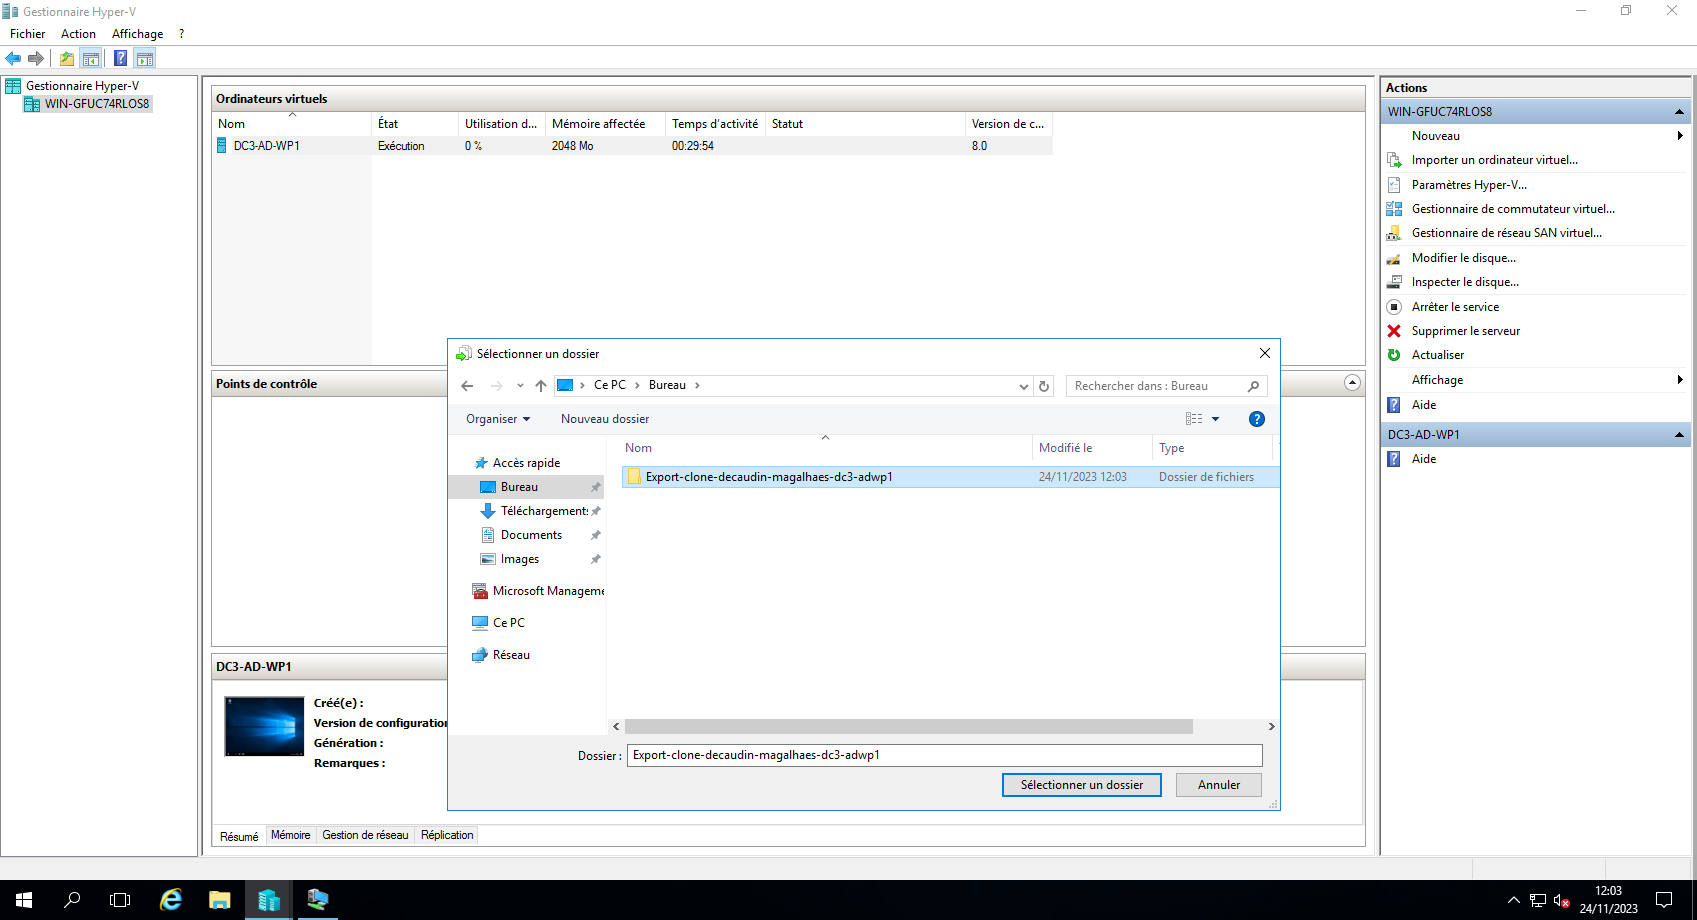 Gestionnaire Hyper-V
Fichier Action Affichage ?
Gestionnaire Hyper-V
WIN-GFUC74RLOS8
Ordinateurs virtuels
Nom État Utilisation d... Mémoire affectée Temps d'activité Statut Version de c...
DC3-AD-WP1 Exécution 0 % 2048 Mo 00:29:54 8.0
Points de contrôle
DC3-AD-WP1
Créé(e) :
Version de configuration
Génération :
Remarques :
Résumé Mémoire Gestion de réseau Réplication
Sélectionner un dossier
Ce PC Bureau
Rechercher dans : Bureau
Organiser Nouveau dossier
Accès rapide
Bureau
Téléchargements
Documents
Images
Microsoft Manageme
Ce PC
Réseau
Nom Modifié le Type
Export-clone-decaudin-magalhaes-dc3-adwp1 24/11/2023 12:03 Dossier de fichiers
Dossier : Export-clone-decaudin-magalhaes-dc3-adwp1
Sélectionner un dossier Annuler
Actions
WIN-GFUC74RLOS8
Nouveau
Importer un ordinateur virtuel...
Paramètres Hyper-V...
Gestionnaire de commutateur virtuel...
Gestionnaire de réseau SAN virtuel...
Modifier le disque...
Inspecter le disque...
Arrêter le service
Supprimer le serveur
Actualiser
Affichage
Aide
DC3-AD-WP1
Aide
12:03
24/11/2023